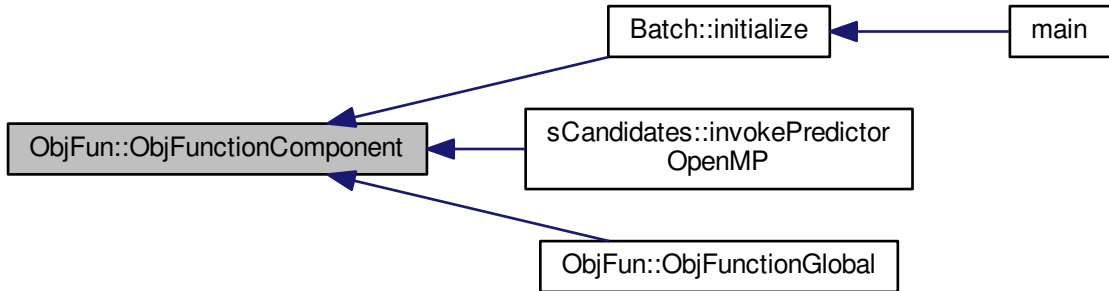 Batch::initialize
main
sCandidates::invokePredictor
OpenMP
ObjFun::ObjFunctionComponent
ObjFun::ObjFunctionGlobal